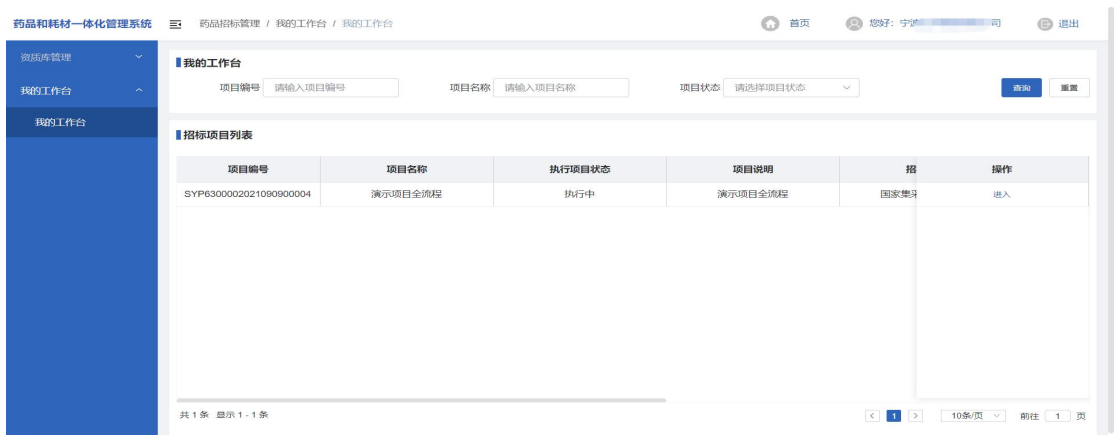 药品和耗材一体化管理系统 药品招标管理 / 我的工作台 / 我的工作台 首页 您好：宁波 司 退出
资质库管理
我的工作台
我的工作台
我的工作台
项目编号 请输入项目编号 项目名称 请输入项目名称 项目状态 请选择项目状态 查询 重置
招标项目列表
项目编号 项目名称 执行项目状态 项目说明 招 操作
SYP6300002021090900004 演示项目全流程 执行中 演示项目全流程 国家集采 进入
共 1 条 显示 1 - 1 条 1 10条/页 前往 1 页